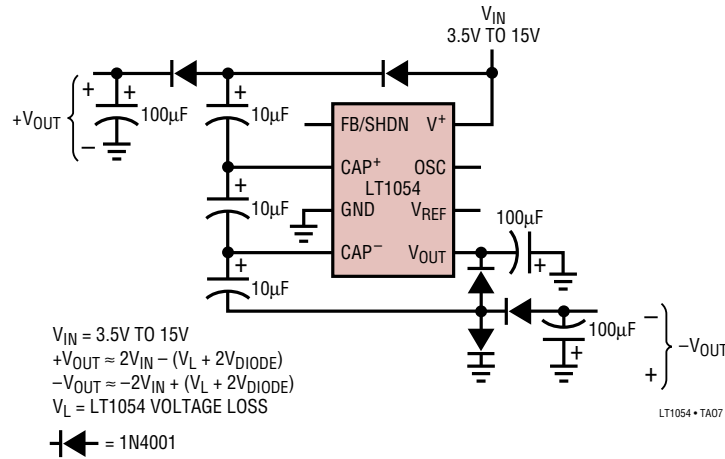 V_IN
3.5V TO 15V
+V_OUT
+
–
+
100µF
+
10µF
FB/SHDN
V⁺
CAP⁺
OSC
LT1054
+
10µF
GND
V_REF
CAP⁻
V_OUT
100µF
+
+
10µF
100µF
+
–
+
–V_OUT
V_IN = 3.5V TO 15V
+V_OUT ≈ 2V_IN – (V_L + 2V_DIODE)
–V_OUT ≈ –2V_IN + (V_L + 2V_DIODE)
V_L = LT1054 VOLTAGE LOSS
= 1N4001
LT1054 • TA07